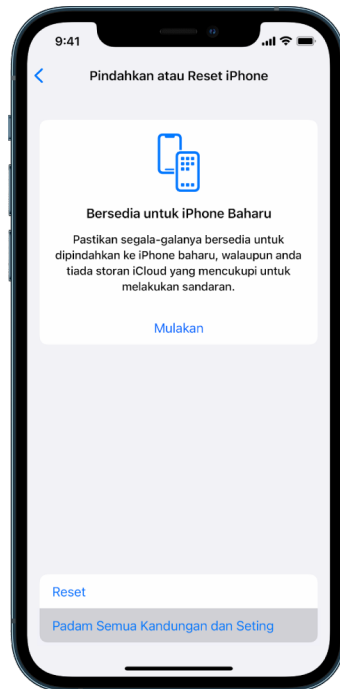 9:41
Pindahkan atau Reset iPhone
Bersedia untuk iPhone Baharu
Pastikan segala-galanya bersedia untuk
dipindahkan ke iPhone baharu, walaupun anda
tiada storan iCloud yang mencukupi untuk
melakukan sandaran.
Mulakan
Reset
Padam Semua Kandungan dan Seting